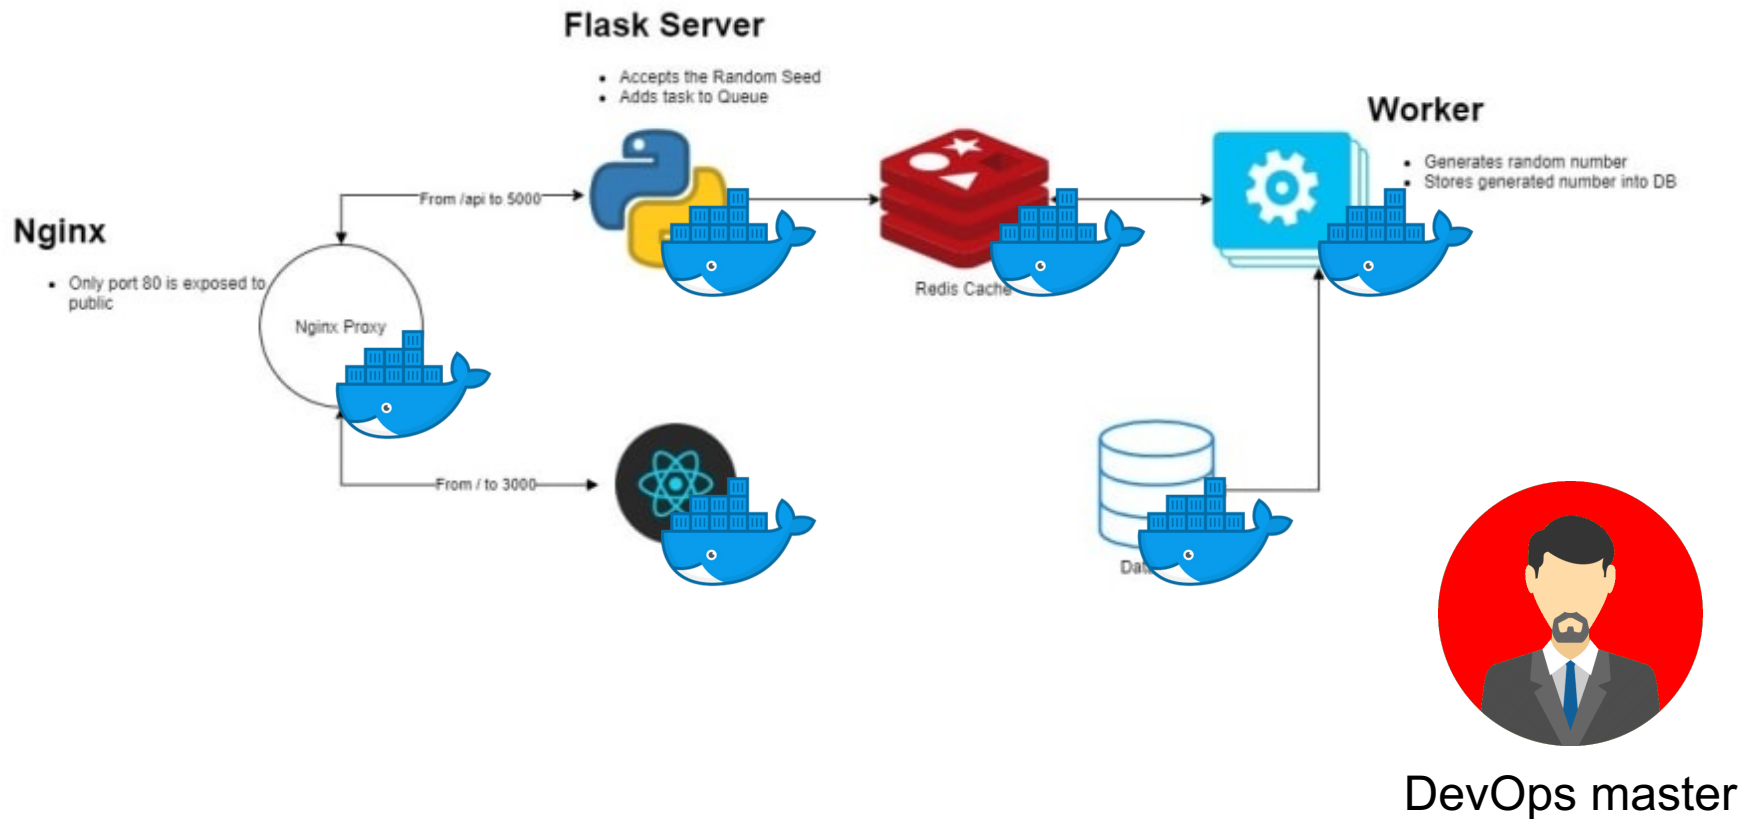 Flask Server
• Accepts the Random Seed
• Adds task to Queue
Worker
• Generates random number
• Stores generated number into DB
From /api to 5000
Nginx
• Only port 80 is exposed to
public
Redis Cache
Nginx Proxy
From / to 3000
Dat
DevOps master